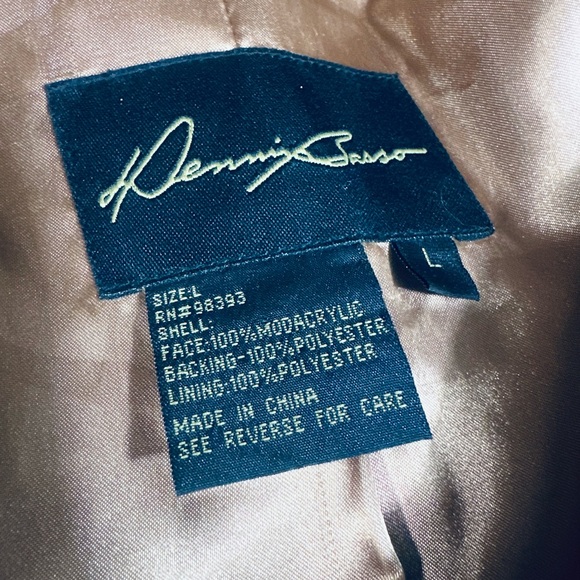 Dennis Basso
L
SIZE:L
RN#98393
SHELL:
FACE:100%MODACRYLIC
BACKING-100%POLYESTER
LINING:100%POLYESTER
MADE IN CHINA
SEE REVERSE FOR CARE